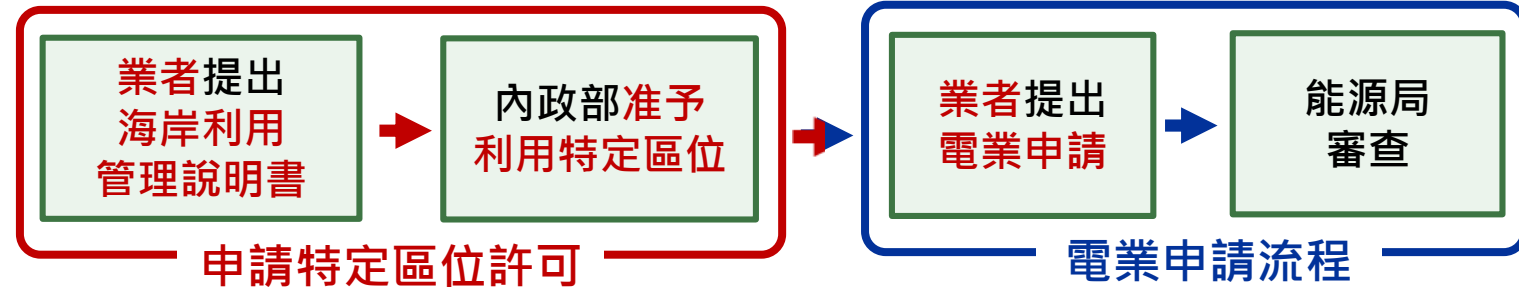 業者提出
海岸利用
管理說明書
內政部准予
利用特定區位
申請特定區位許可
業者提出
電業申請
能源局
審查
電業申請流程